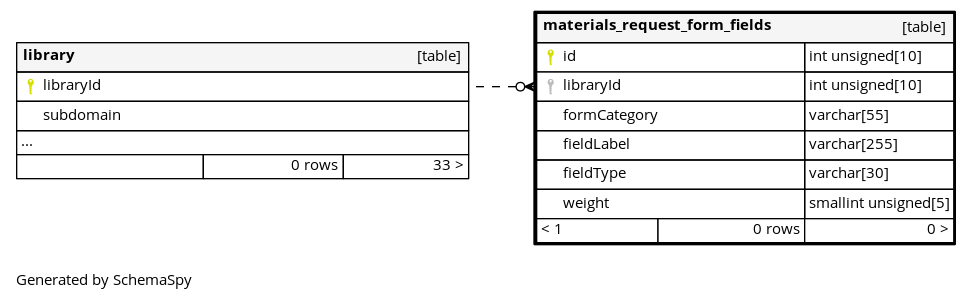 library [table]
libraryId
subdomain
...
0 rows 33 >
materials_request_form_fields [table]
id int unsigned[10]
libraryId int unsigned[10]
formCategory varchar[55]
fieldLabel varchar[255]
fieldType varchar[30]
weight smallint unsigned[5]
< 1 0 rows 0 >
Generated by SchemaSpy